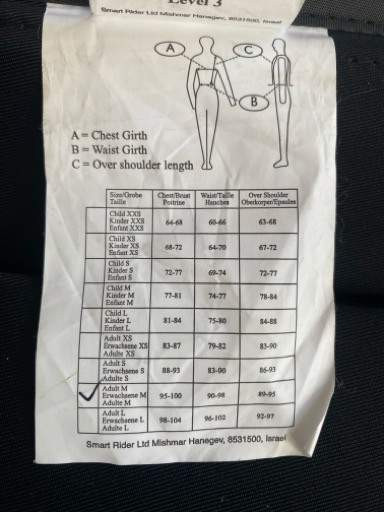 Level 3
Smart Rider Ltd Mishmar Hanegev, 8531500, Israel
A
C
B
A = Chest Girth
B = Waist Girth
C = Over shoulder length
Size/Grobe Taille Chest/Brust Poitrine Waist/Taille Hanches Over Shoulder Oberkorper/Epaules
Child XXS Kinder XXS Enfant XXS 64-68 60-66 63-68
Child XS Kinder XS Enfant XS 68-72 64-70 67-72
Child S Kinder S Enfant S 72-77 69-74 72-77
Child M Kinder M Enfant M 77-81 74-77 78-84
Child L Kinder L Enfant L 81-84 75-80 84-88
Adult XS Erwachsene XS Adulte XS 83-87 79-82 83-90
Adult S Erwachsene S Adulte S 88-93 83-90 86-93
Adult M Erwachsene M Adulte M 95-100 90-98 89-95
Adult L Erwachsene L Adulte L 98-104 96-102 92-97
Smart Rider Ltd Mishmar Hanegev, 8531500, Israel